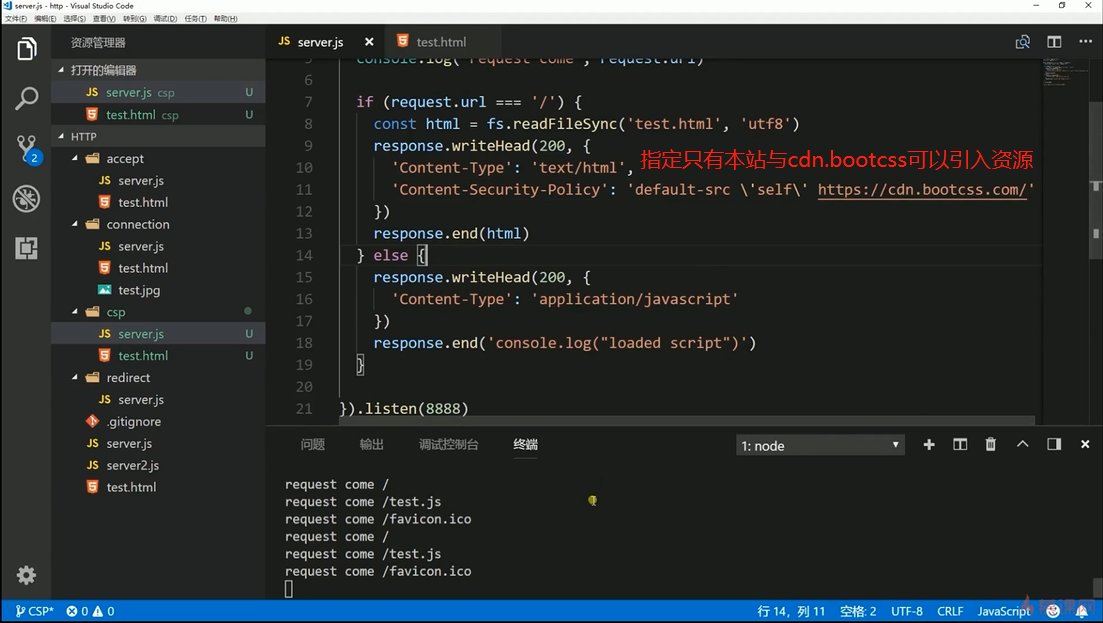 server.js - http - Visual Studio Code
文件(F) 编辑(E) 选择(S) 查看(V) 转到(G) 调试(D) 任务(T) 帮助(H)
资源管理器
打开的编辑器
JS server.js csp U
test.html csp U
HTTP
accept
JS server.js
test.html
connection
JS server.js
test.html
test.jpg
csp
JS server.js U
test.html U
redirect
JS server.js
.gitignore
JS server.js
JS server2.js
test.html
2
JS server.js
test.html
5 console.log('request come', request.url)
6
7 if (request.url === '/') {
8 const html = fs.readFileSync('test.html', 'utf8')
9 response.writeHead(200, {
10 'Content-Type': 'text/html',
指定只有本站与cdn.bootcss可以引入资源
11 'Content-Security-Policy': 'default-src \'self\' https://cdn.bootcss.com/'
12 })
13 response.end(html)
14 } else {
15 response.writeHead(200, {
16 'Content-Type': 'application/javascript'
17 })
18 response.end('console.log("loaded script")')
19 }
20
21 }).listen(8888)
问题 输出 调试控制台 终端
1: node
request come /
request come /test.js
request come /favicon.ico
request come /
request come /test.js
request come /favicon.ico
CSP* 0 0 行 14，列 11 空格: 2 UTF-8 CRLF JavaScript